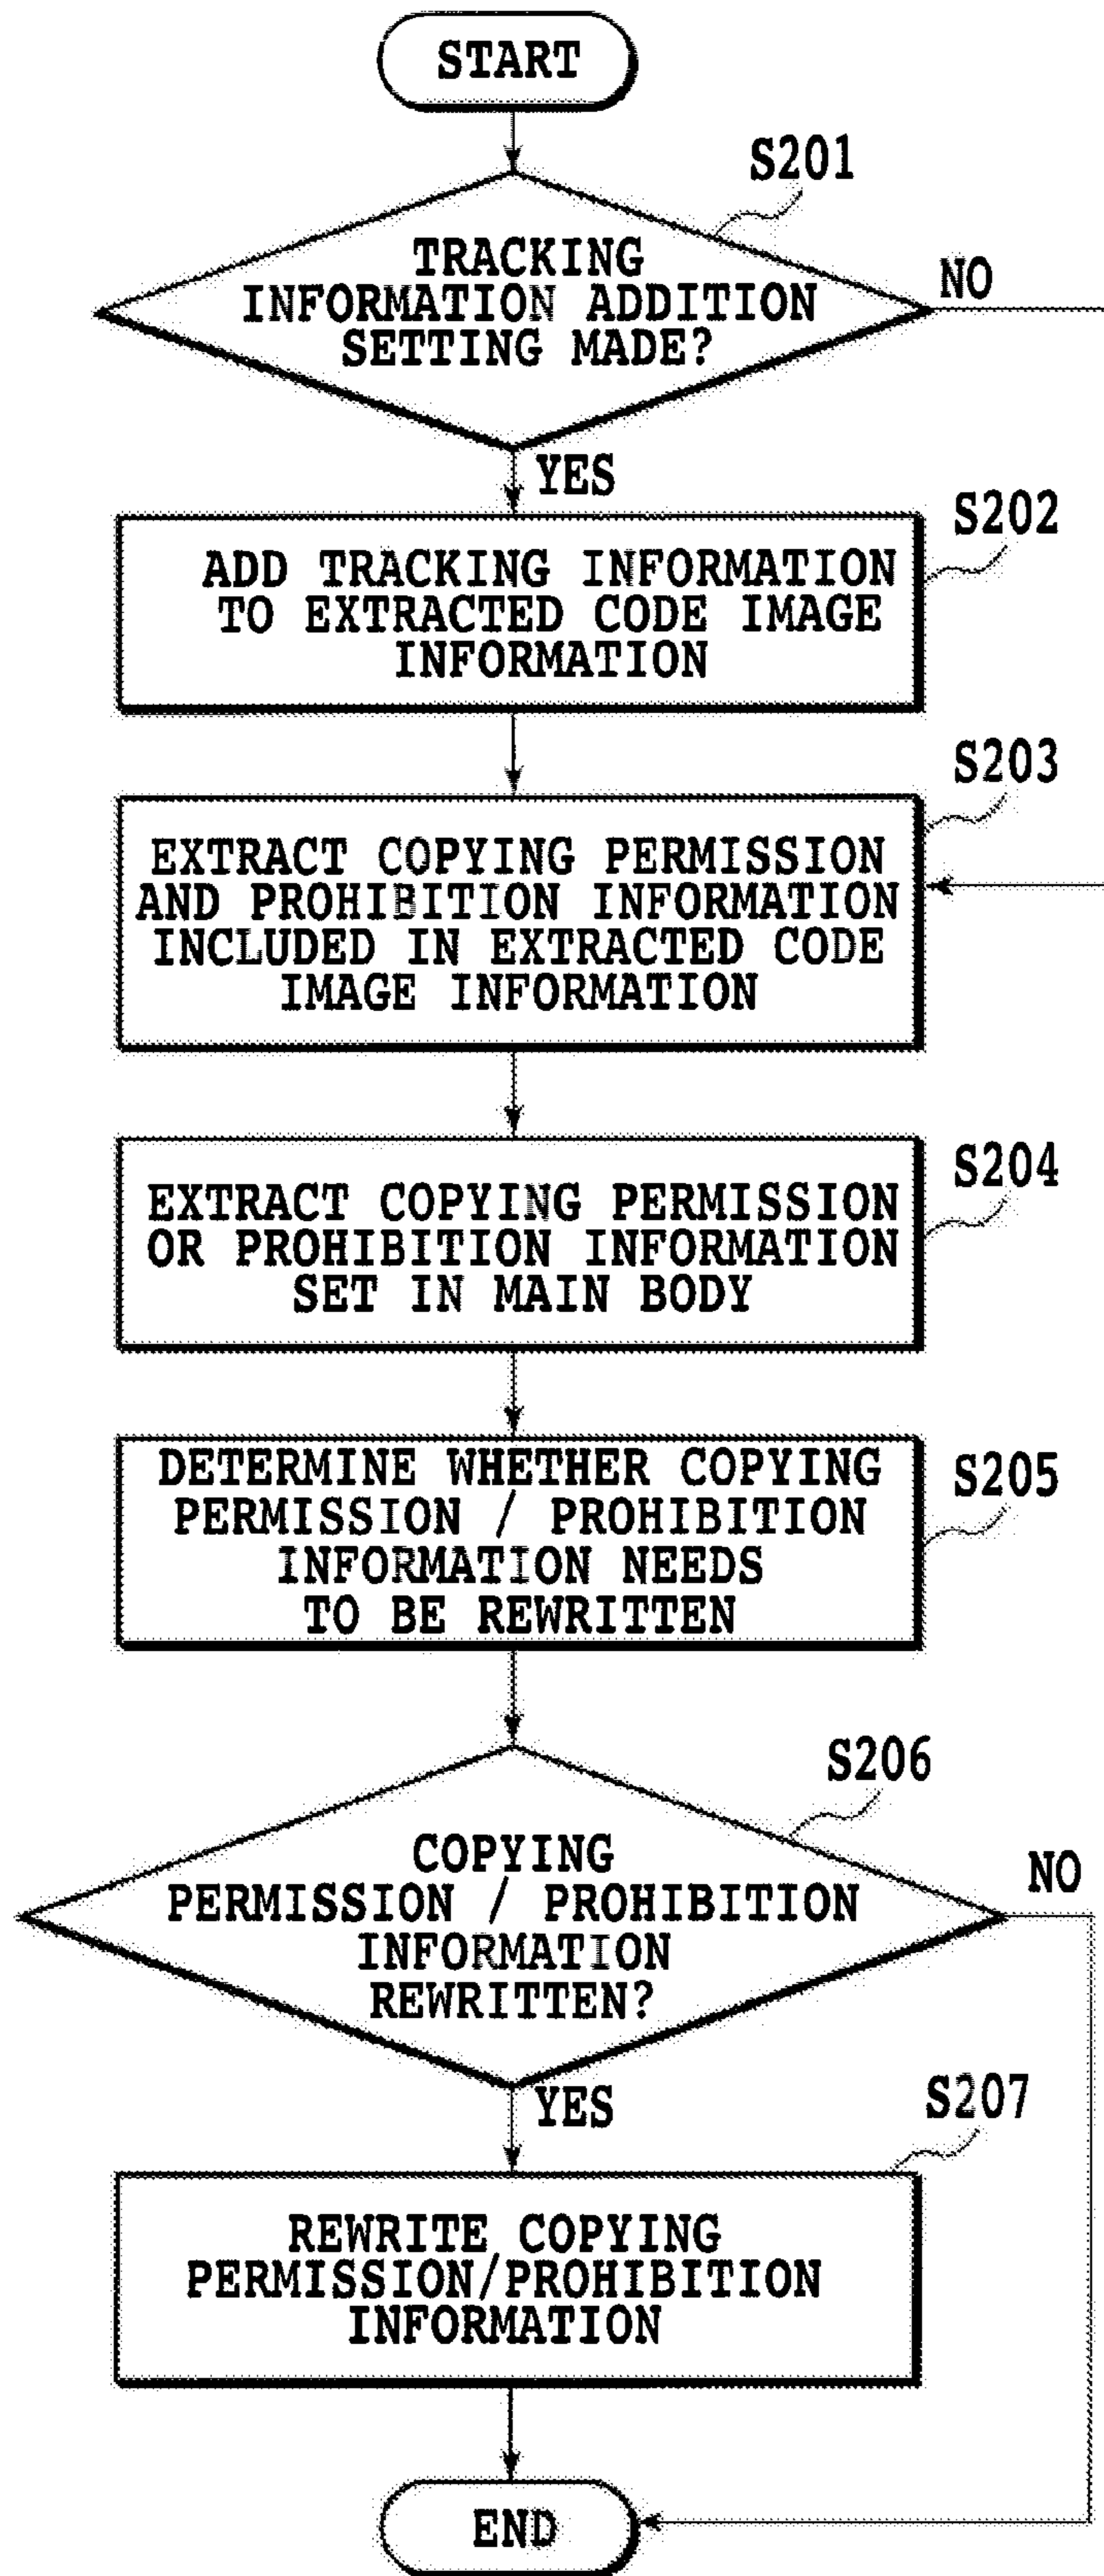 START
S201
TRACKING
INFORMATION ADDITION
SETTING MADE?
NO
YES
S202
ADD TRACKING INFORMATION
TO EXTRACTED CODE IMAGE
INFORMATION
S203
EXTRACT COPYING PERMISSION
AND PROHIBITION INFORMATION
INCLUDED IN EXTRACTED CODE
IMAGE INFORMATION
S204
EXTRACT COPYING PERMISSION
OR PROHIBITION INFORMATION
SET IN MAIN BODY
S205
DETERMINE WHETHER COPYING
PERMISSION / PROHIBITION
INFORMATION NEEDS
TO BE REWRITTEN
S206
COPYING
PERMISSION / PROHIBITION
INFORMATION
REWRITTEN?
NO
YES
S207
REWRITE COPYING
PERMISSION/PROHIBITION
INFORMATION
END